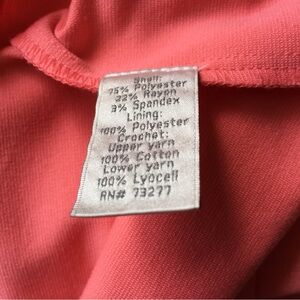 Shell:
75% Polyester
22% Rayon
3% Spandex
Lining:
100% Polyester
Crochet:
Upper yarn
100% Cotton
Lower yarn
100% Lyocell
RN# 73277